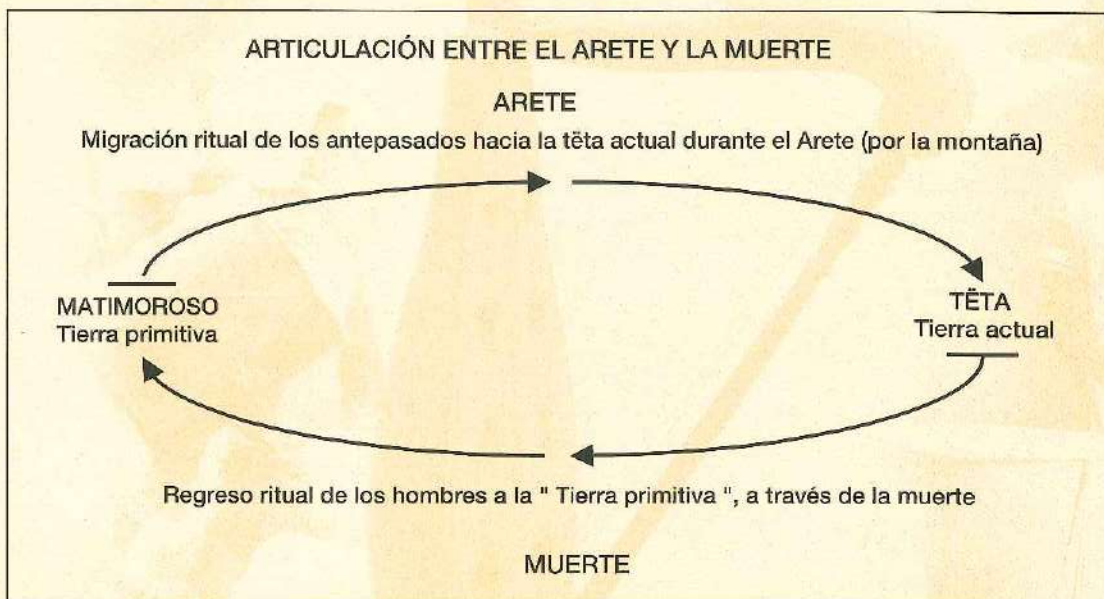 ARTICULACIÓN ENTRE EL ARETE Y LA MUERTE
ARETE
Migración ritual de los antepasados hacia la tëta actual durante el Arete (por la montaña)
MATIMOROSO
Tierra primitiva
TËTA
Tierra actual
Regreso ritual de los hombres a la " Tierra primitiva ", a través de la muerte
MUERTE